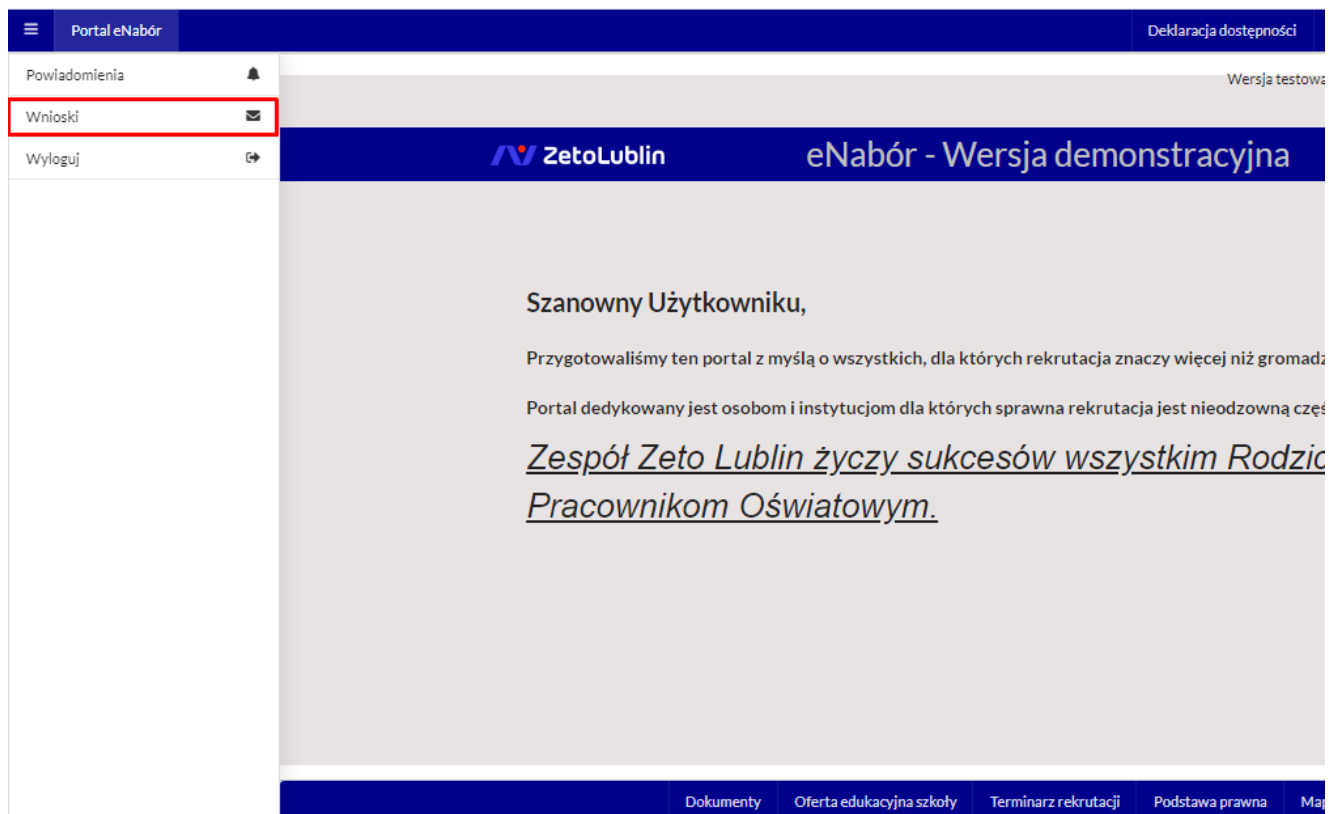 Portal eNabór
Deklaracja dostępności
Powiadomienia
Wersja testowa
Wnioski
Wyloguj
ZetoLublin
eNabór - Wersja demonstracyjna
Szanowny Użytkowniku,
Przygotowaliśmy ten portal z myślą o wszystkich, dla których rekrutacja znaczy więcej niż gromadz
Portal dedykowany jest osobom i instytucjom dla których sprawna rekrutacja jest nieodzowną częś
Zespół Zeto Lublin życzy sukcesów wszystkim Rodzic
Pracownikom Oświatowym.
Dokumenty
Oferta edukacyjna szkoły
Terminarz rekrutacji
Podstawa prawna
Map